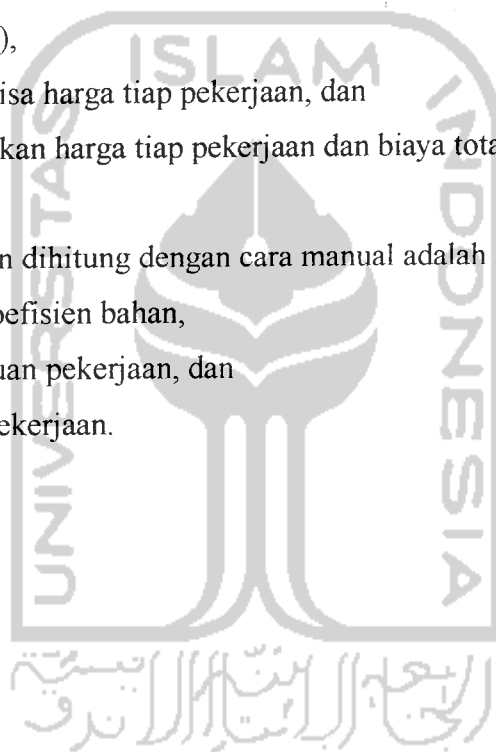 ),
isa harga tiap pekerjaan, dan
kan harga tiap pekerjaan dan biaya tota
n dihitung dengan cara manual adalah
oefisien bahan,
uan pekerjaan, dan
ekerjaan.
UNIVERSITAS
ISLAM
INDONESIA